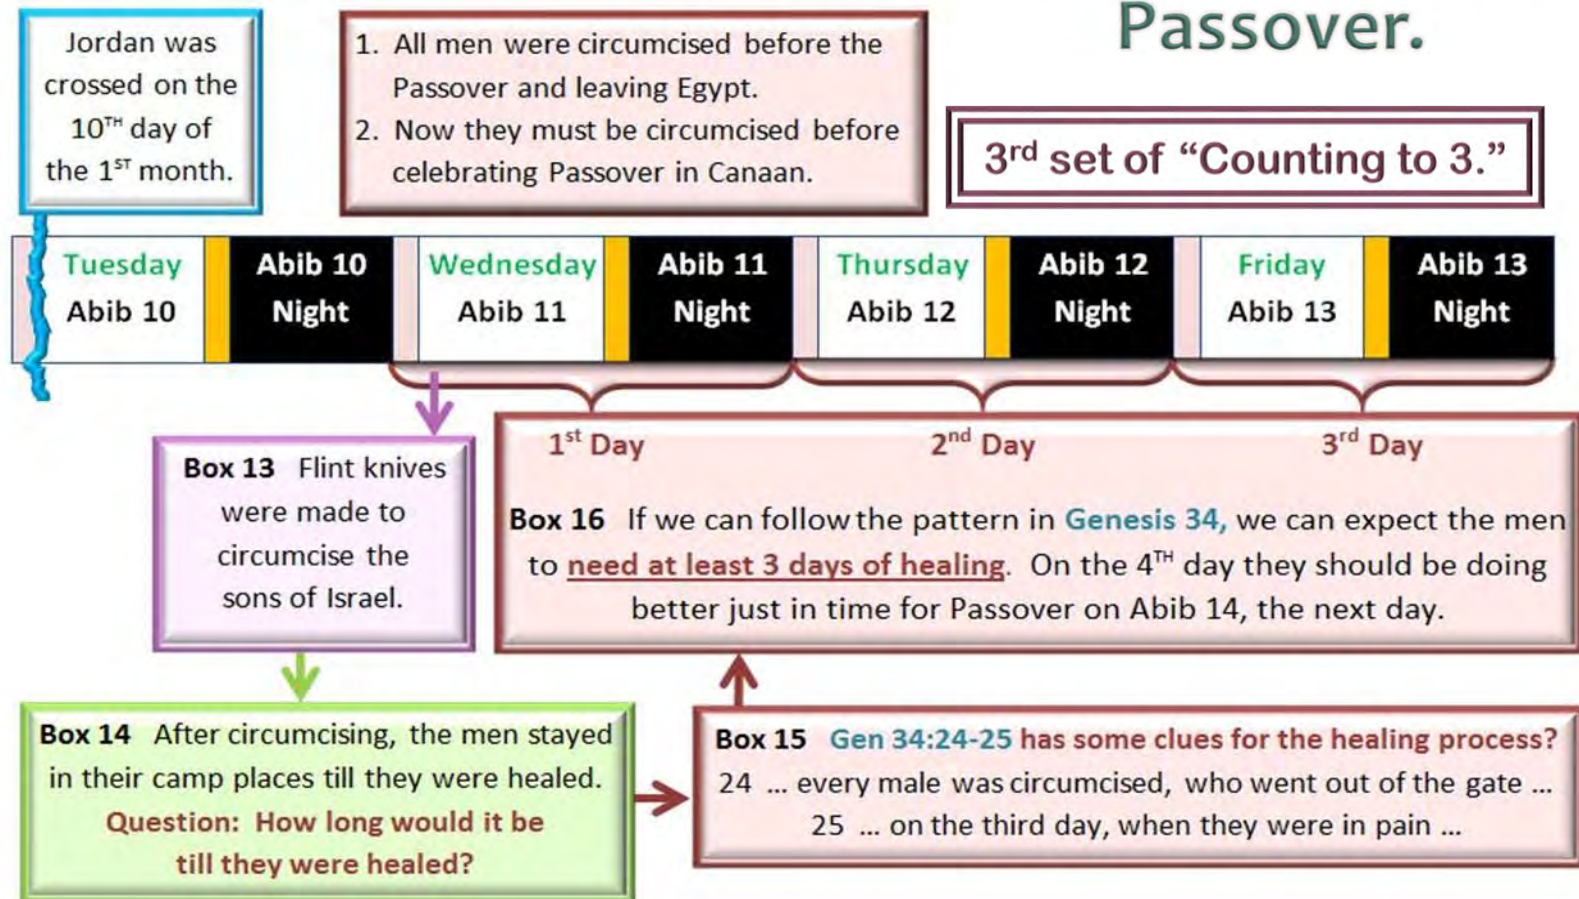 Passover.
Jordan was
crossed on the
10TH day of
the 1ST month.
1. All men were circumcised before the
Passover and leaving Egypt.
2. Now they must be circumcised before
celebrating Passover in Canaan.
3rd set of “Counting to 3.”
Tuesday
Abib 10
Abib 10
Night
Wednesday
Abib 11
Abib 11
Night
Thursday
Abib 12
Abib 12
Night
Friday
Abib 13
Abib 13
Night
1st Day
2nd Day
3rd Day
Box 13 Flint knives
were made to
circumcise the
sons of Israel.
Box 16 If we can follow the pattern in Genesis 34, we can expect the men
to need at least 3 days of healing. On the 4TH day they should be doing
better just in time for Passover on Abib 14, the next day.
Box 14 After circumcising, the men stayed
in their camp places till they were healed.
Question: How long would it be
till they were healed?
Box 15 Gen 34:24-25 has some clues for the healing process?
24 ... every male was circumcised, who went out of the gate ...
25 ... on the third day, when they were in pain ...